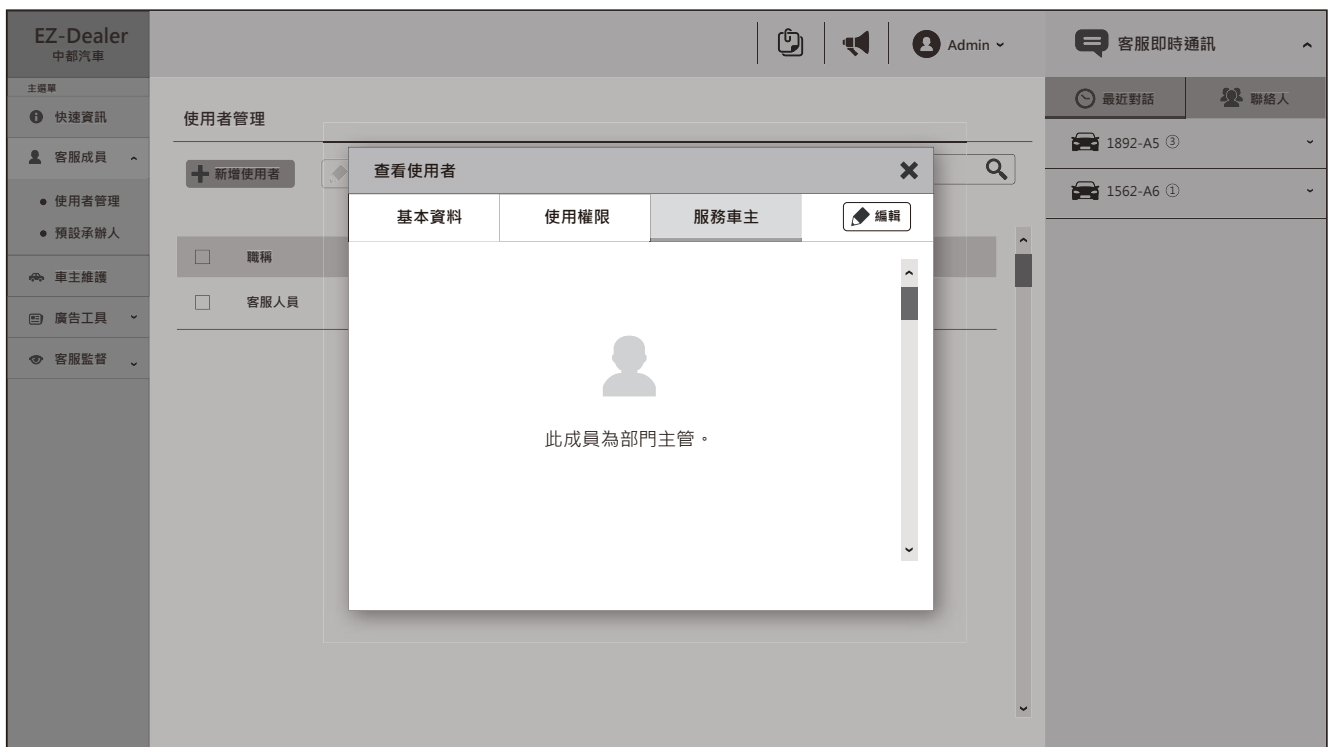 EZ-Dealer
中都汽車
Admin
客服即時通訊
主選單
快速資訊
客服成員
使用者管理
預設承辦人
車主維護
廣告工具
客服監督
使用者管理
新增使用者
職稱
客服人員
查看使用者
基本資料
使用權限
服務車主
編輯
此成員為部門主管。
最近對話
聯絡人
1892-A5 ③
1562-A6 ①